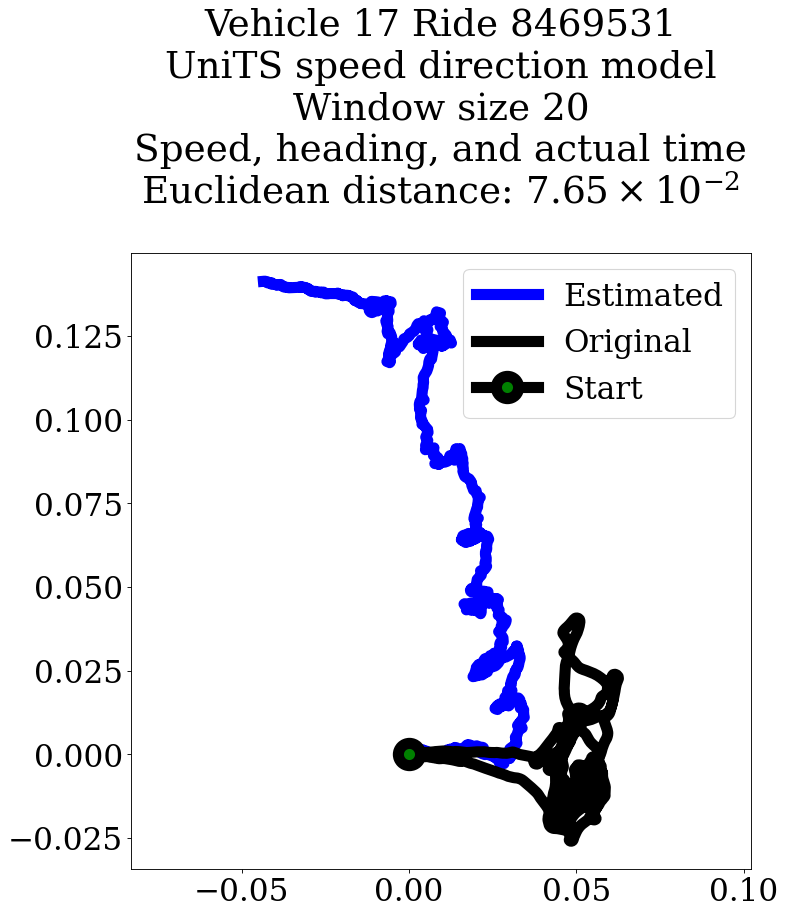 Vehicle 17 Ride 8469531
UniTS speed direction model
Window size 20
Speed, heading, and actual time
Euclidean distance: 7.65 × 10⁻²
Estimated
Original
Start
0.125
0.100
0.075
0.050
0.025
0.000
−0.025
−0.05 0.00 0.05 0.10